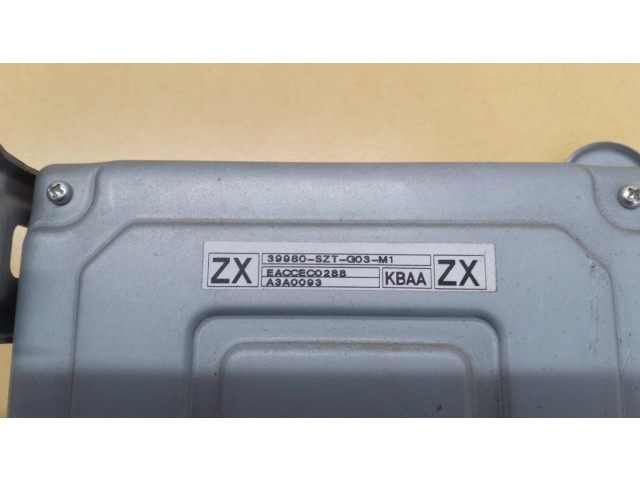 ZX 39980-SZT-G03-M1 ZX
EACCEC0288 KBAA
A3A0093